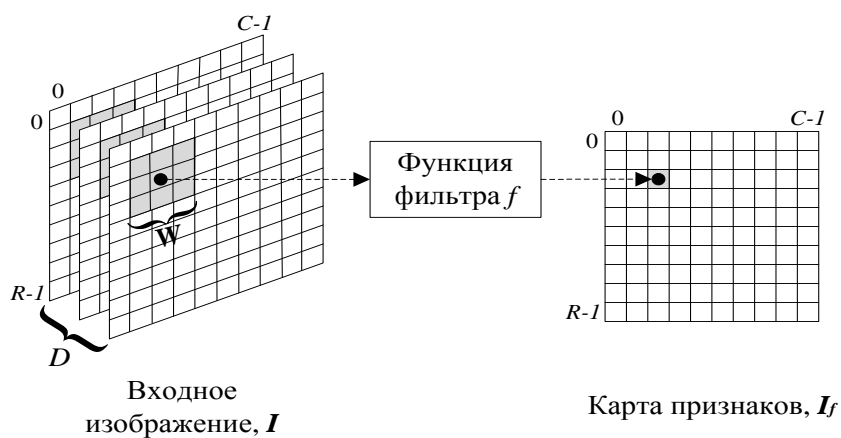 C-1
0
0
R-1
D
W
Входное
изображение, I
Функция
фильтра f
0
C-1
0
R-1
Карта признаков, If